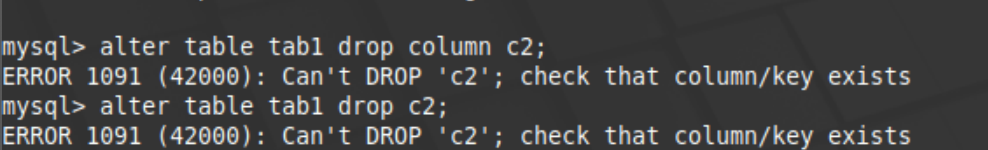 mysql> alter table tab1 drop column c2;
ERROR 1091 (42000): Can't DROP 'c2'; check that column/key exists
mysql> alter table tab1 drop c2;
ERROR 1091 (42000): Can't DROP 'c2'; check that column/key exists